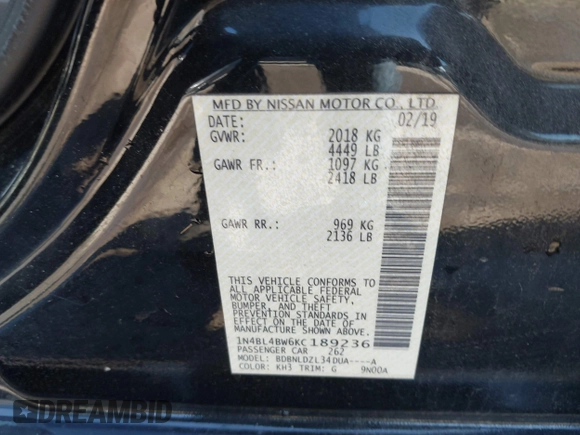 MFD BY NISSAN MOTOR CO., LTD.
DATE: 02/19
GVWR: 2018 KG
4449 LB
GAWR FR.: 1097 KG
2418 LB
GAWR RR.: 969 KG
2136 LB
THIS VEHICLE CONFORMS TO
ALL APPLICABLE FEDERAL
MOTOR VEHICLE SAFETY,
BUMPER, AND THEFT
PREVENTION STANDARDS IN
EFFECT ON THE DATE OF
MANUFACTURE SHOWN ABOVE.
1N4BL4BW6KC 189236
PASSENGER CAR 262
MODEL: BDBNLDZL34DUA----A
COLOR: KH3 TRIM: G 9N00A
DREAMBID